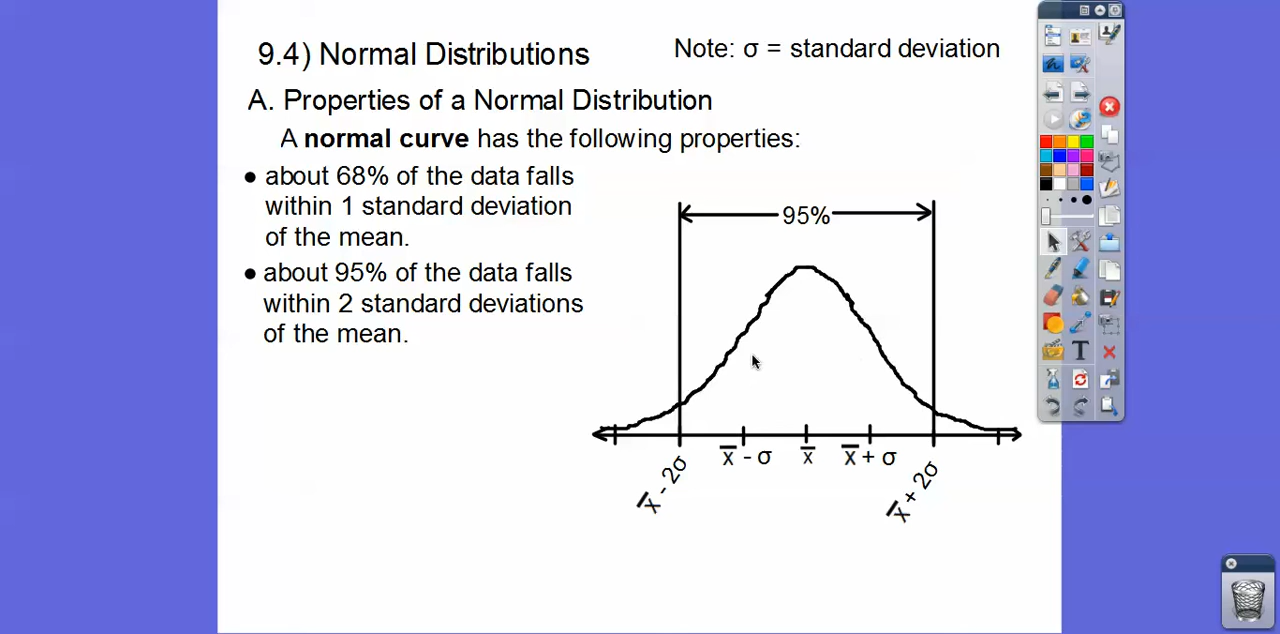 9.4) Normal Distributions
Note: σ = standard deviation
A. Properties of a Normal Distribution
A normal curve has the following properties:
● about 68% of the data falls
within 1 standard deviation
of the mean.
● about 95% of the data falls
within 2 standard deviations
of the mean.
95%
x̅ - 2σ
x̅ - σ
x̅
x̅ + σ
x̅ + 2σ
T